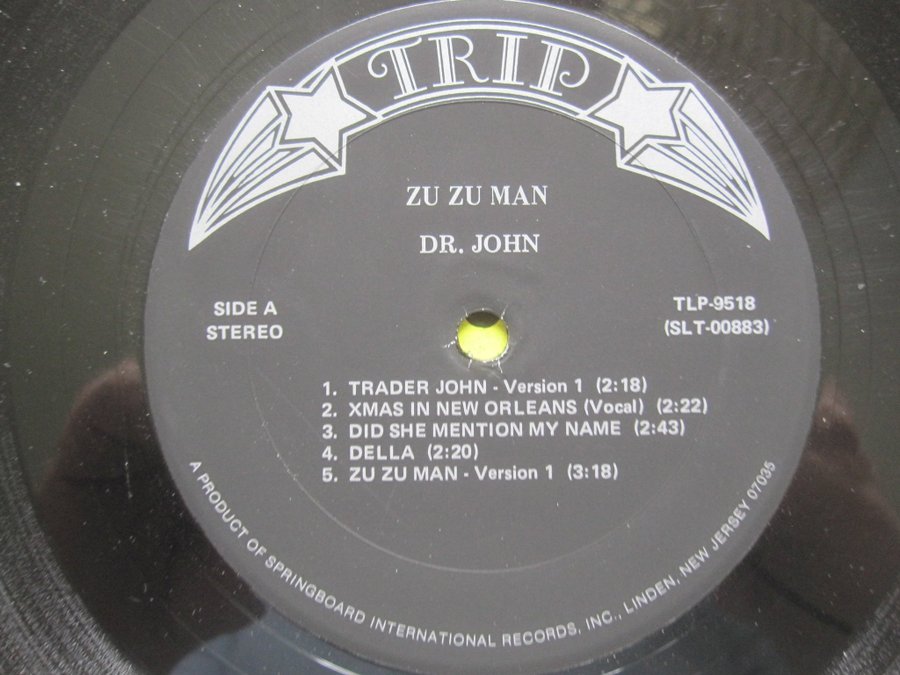 TRIP
ZU ZU MAN
DR. JOHN
SIDE A
STEREO
TLP-9518
(SLT-00883)
1. TRADER JOHN - Version 1 (2:18)
2. XMAS IN NEW ORLEANS (Vocal) (2:22)
3. DID SHE MENTION MY NAME (2:43)
4. DELLA (2:20)
5. ZU ZU MAN - Version 1 (3:18)
A PRODUCT OF SPRINGBOARD INTERNATIONAL RECORDS, INC., LINDEN, NEW JERSEY 07035